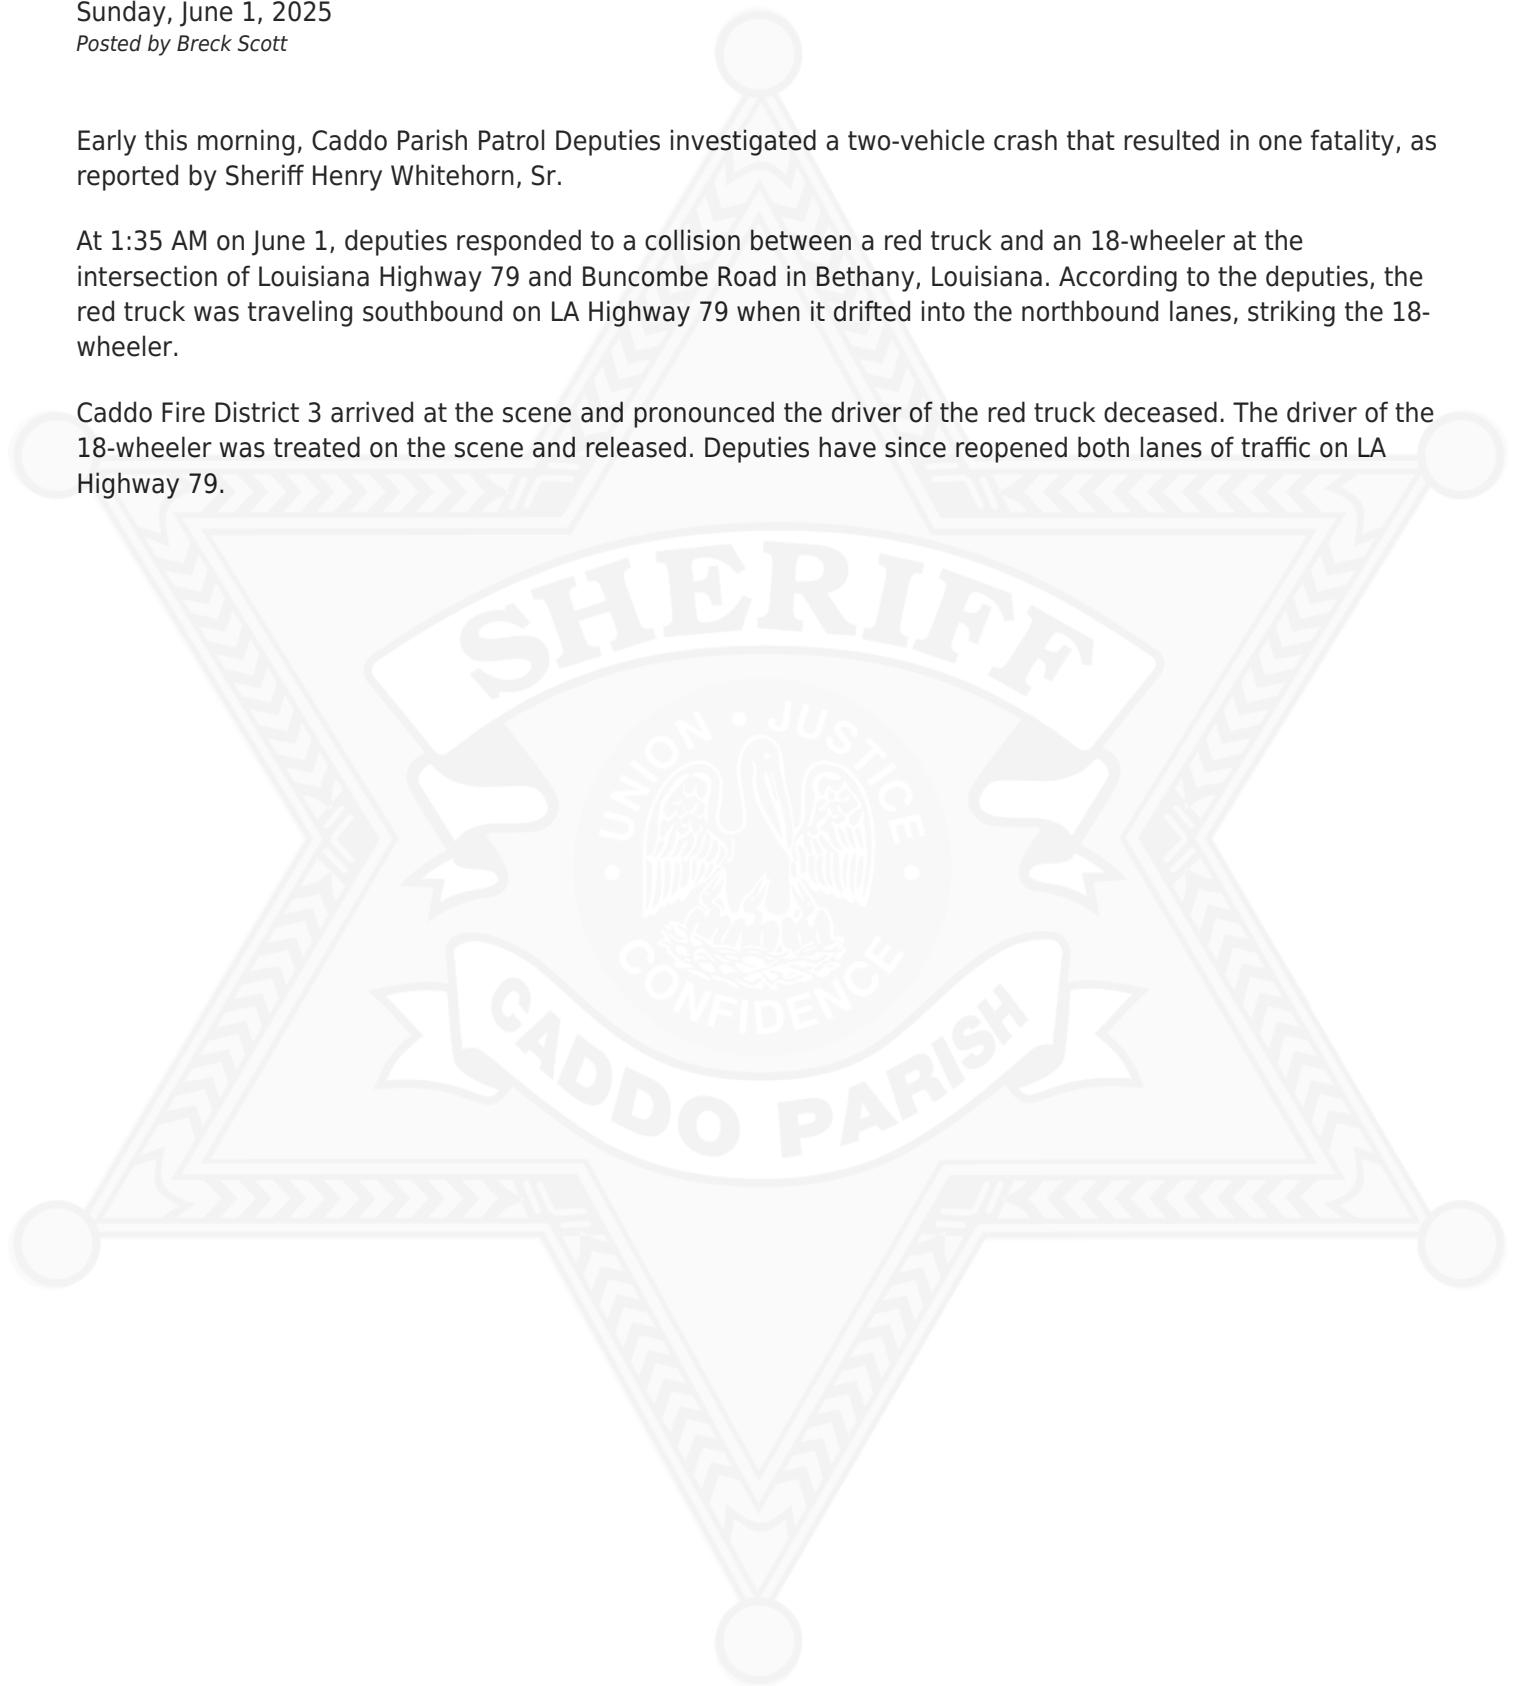 Sunday, June 1, 2025
Posted by Breck Scott
Early this morning, Caddo Parish Patrol Deputies investigated a two-vehicle crash that resulted in one fatality, as
reported by Sheriff Henry Whitehorn, Sr.
At 1:35 AM on June 1, deputies responded to a collision between a red truck and an 18-wheeler at the
intersection of Louisiana Highway 79 and Buncombe Road in Bethany, Louisiana. According to the deputies, the
red truck was traveling southbound on LA Highway 79 when it drifted into the northbound lanes, striking the 18-
wheeler.
Caddo Fire District 3 arrived at the scene and pronounced the driver of the red truck deceased. The driver of the
18-wheeler was treated on the scene and released. Deputies have since reopened both lanes of traffic on LA
Highway 79.
SHERIFF
UNION • JUSTICE
• CONFIDENCE •
CADDO PARISH